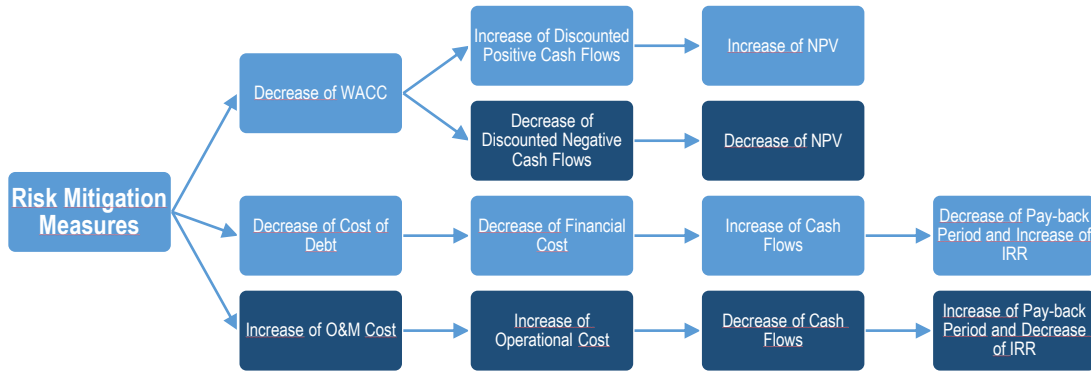 Increase of Discounted
Positive Cash Flows
Increase of NPV
Decrease of WACC
Decrease of
Discounted Negative
Cash Flows
Decrease of NPV
Risk Mitigation
Measures
Decrease of Cost of
Debt
Decrease of Financial
Cost
Increase of Cash
Flows
Decrease of Pay-back
Period and Increase of
IRR
Increase of O&M Cost
Increase of
Operational Cost
Decrease of Cash
Flows
Increase of Pay-back
Period and Decrease
of IRR